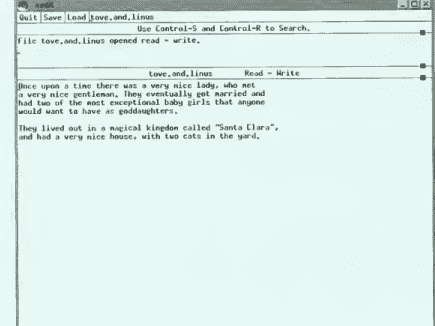 xedit
Quit Save Load tove.and.linus
Use Control-S and Control-R to Search.
File tove.and.linus opened read - write.
tove.and.linus Read - Write
Once upon a time there was a very nice lady, who met
a very nice gentleman. They eventually got married and
had two of the most exceptional baby girls that anyone
would want to have as goddaughters.
They lived out in a magical kingdom called "Santa Clara",
and had a very nice house, with two cats in the yard.